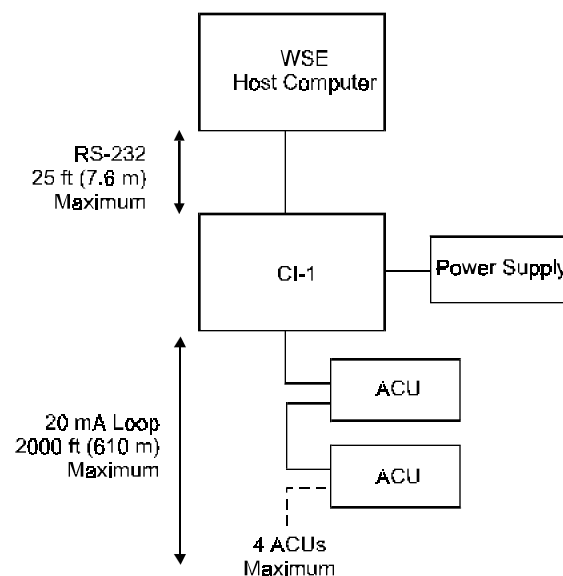 WSE
Host Computer
RS-232
25 ft (7.6 m)
Maximum
CI-1
Power Supply
ACU
20 mA Loop
2000 ft (610 m)
Maximum
ACU
4 ACUs
Maximum